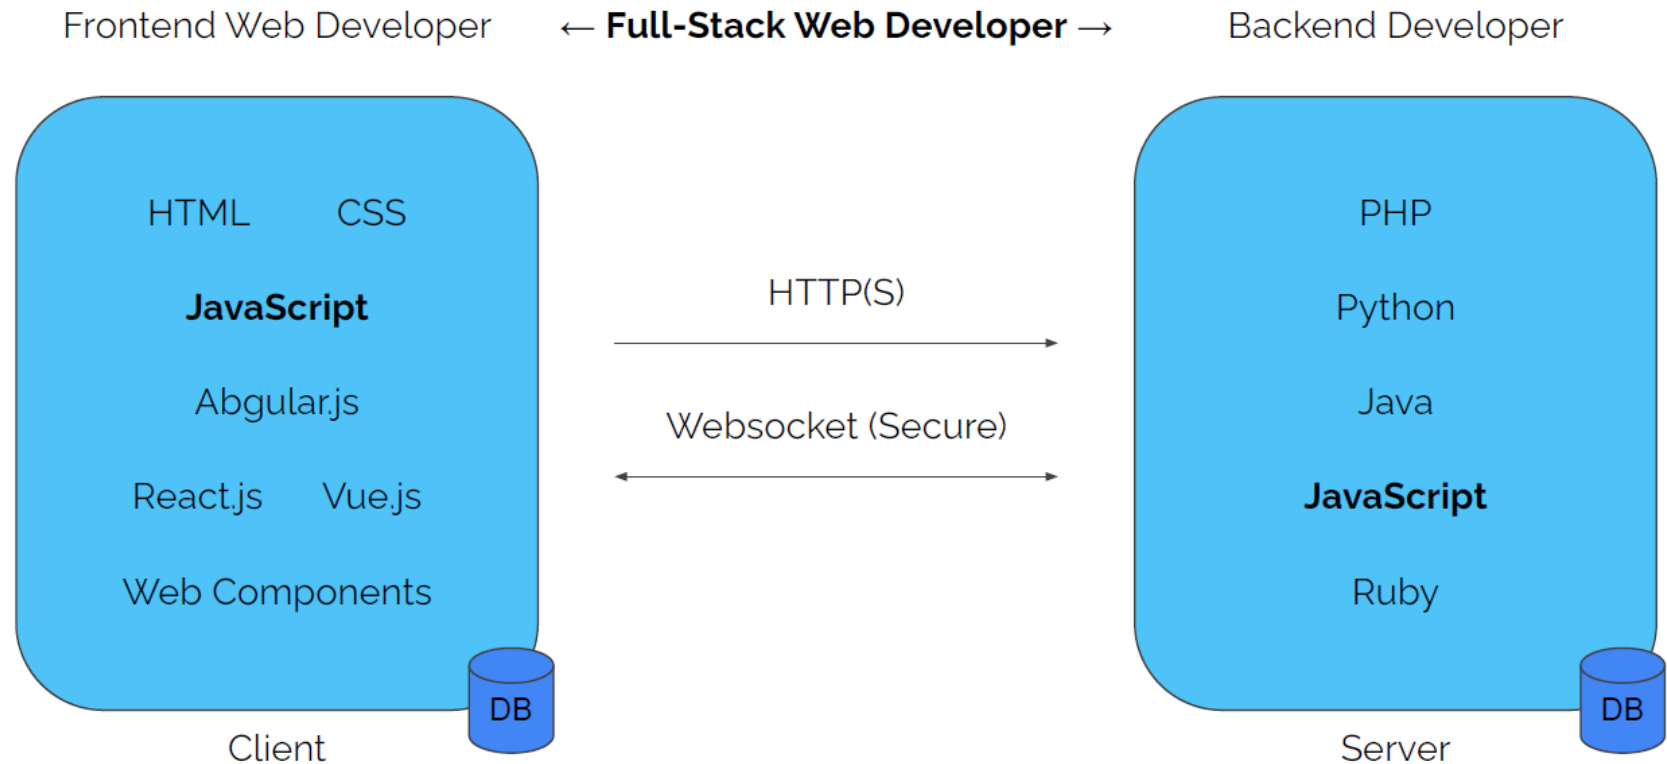 Frontend Web Developer
← Full-Stack Web Developer →
Backend Developer
HTML CSS
JavaScript
Abgular.js
React.js Vue.js
Web Components
DB
Client
HTTP(S)
Websocket (Secure)
PHP
Python
Java
JavaScript
Ruby
DB
Server